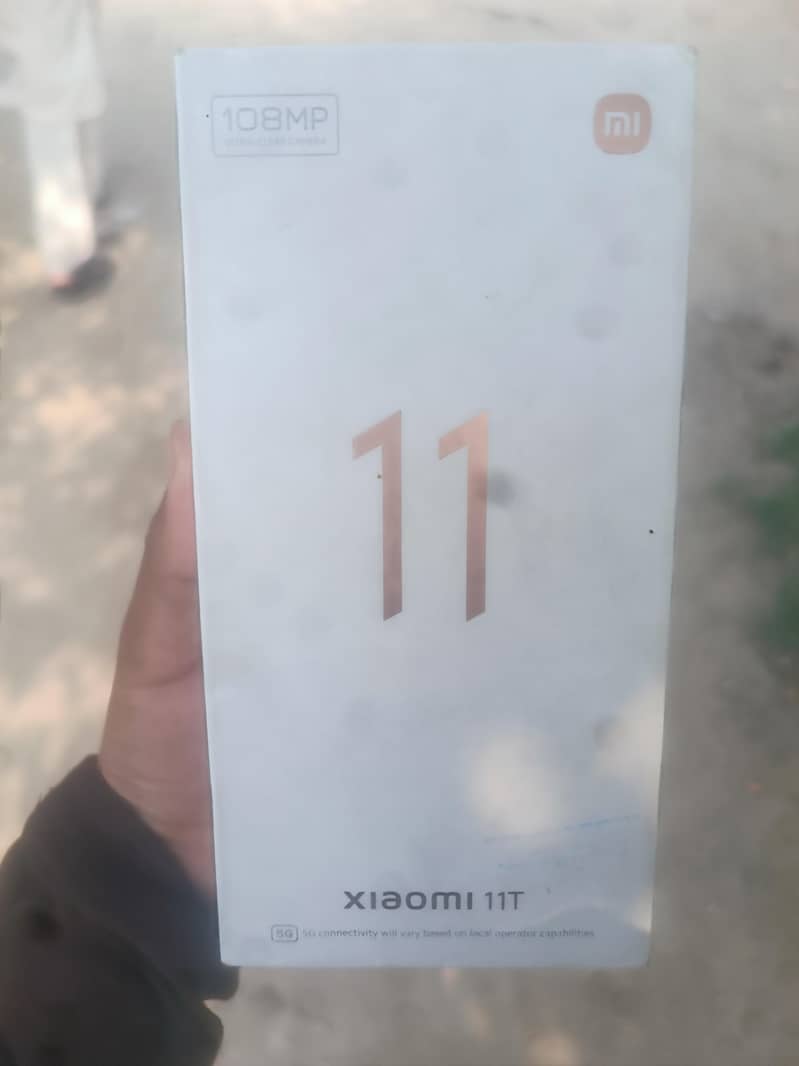 108MP
mi
11
xiaomi 11T
5G 5G connectivity will vary based on local operator capabilities